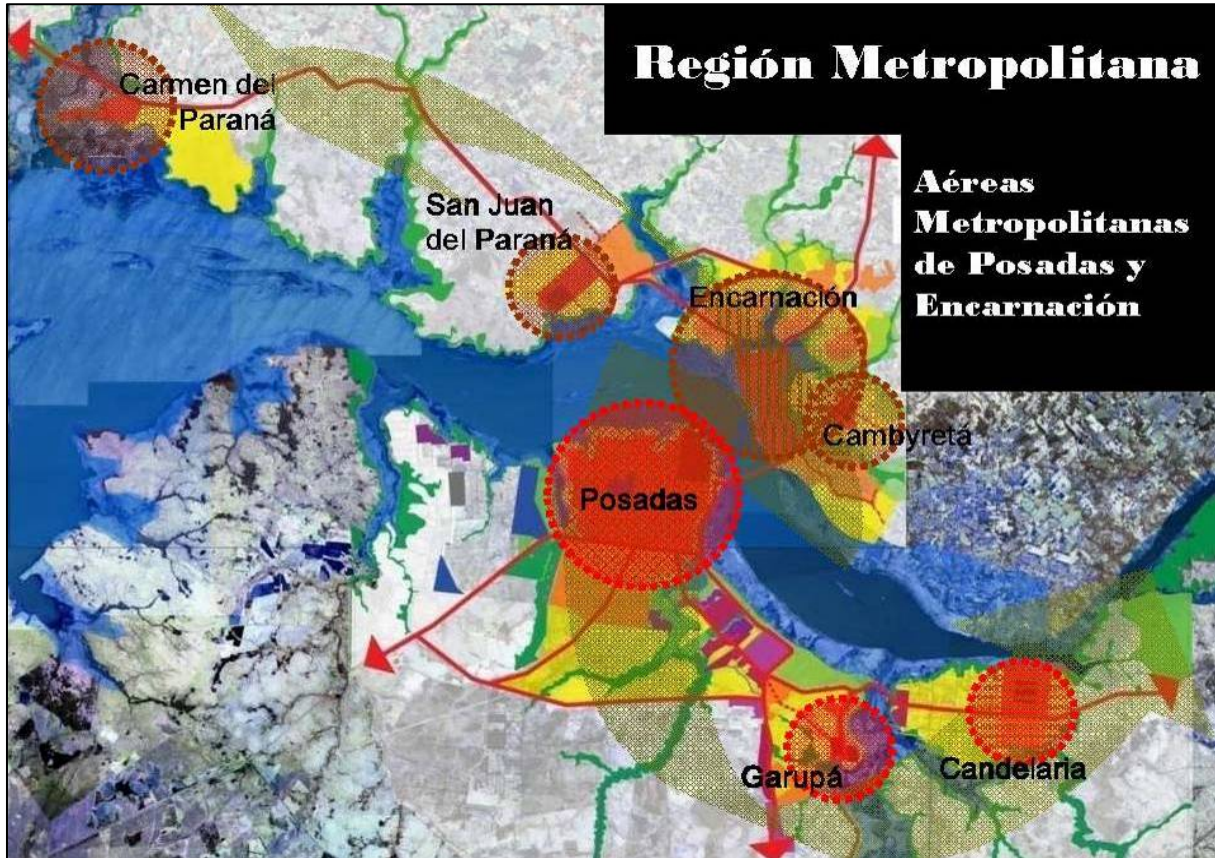 Región Metropolitana
Aéreas
Metropolitanas
de Posadas y
Encarnación
Carmen del
Paraná
San Juan
del Paraná
Encarnación
Cambyretá
Posadas
Garupá
Candelaria